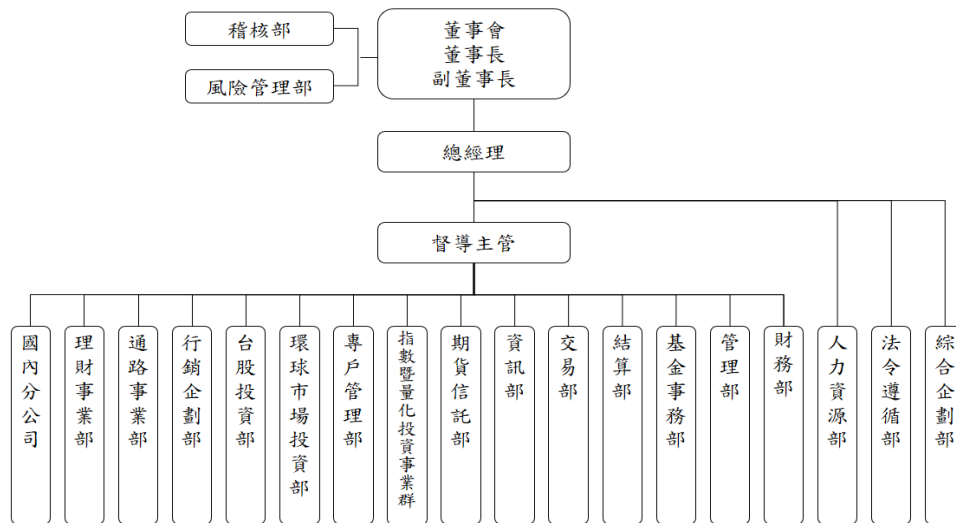 稽核部
風險管理部
董事會
董事長
副董事長
總經理
督導主管
國內分公司
理財事業部
通路事業部
行銷企劃部
台股投資部
環球市場投資部
專戶管理部
指數暨量化投資事業群
期貨信託部
資訊部
交易部
結算部
基金事務部
管理部
財務部
人力資源部
法令遵循部
綜合企劃部